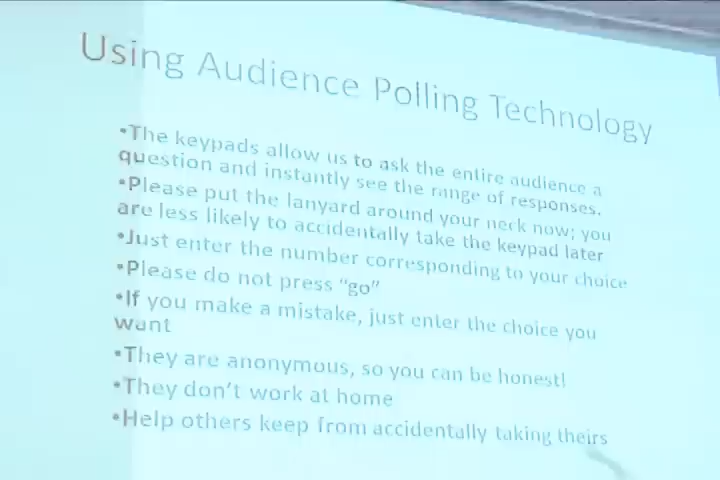 Using Audience Polling Technology
•The keypads allow us to ask the entire audience a
question and instantly see the range of responses.
•Please put the lanyard around your neck now; you
are less likely to accidentally take the keypad later
•Just enter the number corresponding to your choice
•Please do not press “go”
•If you make a mistake, just enter the choice you
want
•They are anonymous, so you can be honest!
•They don’t work at home
•Help others keep from accidentally taking theirs